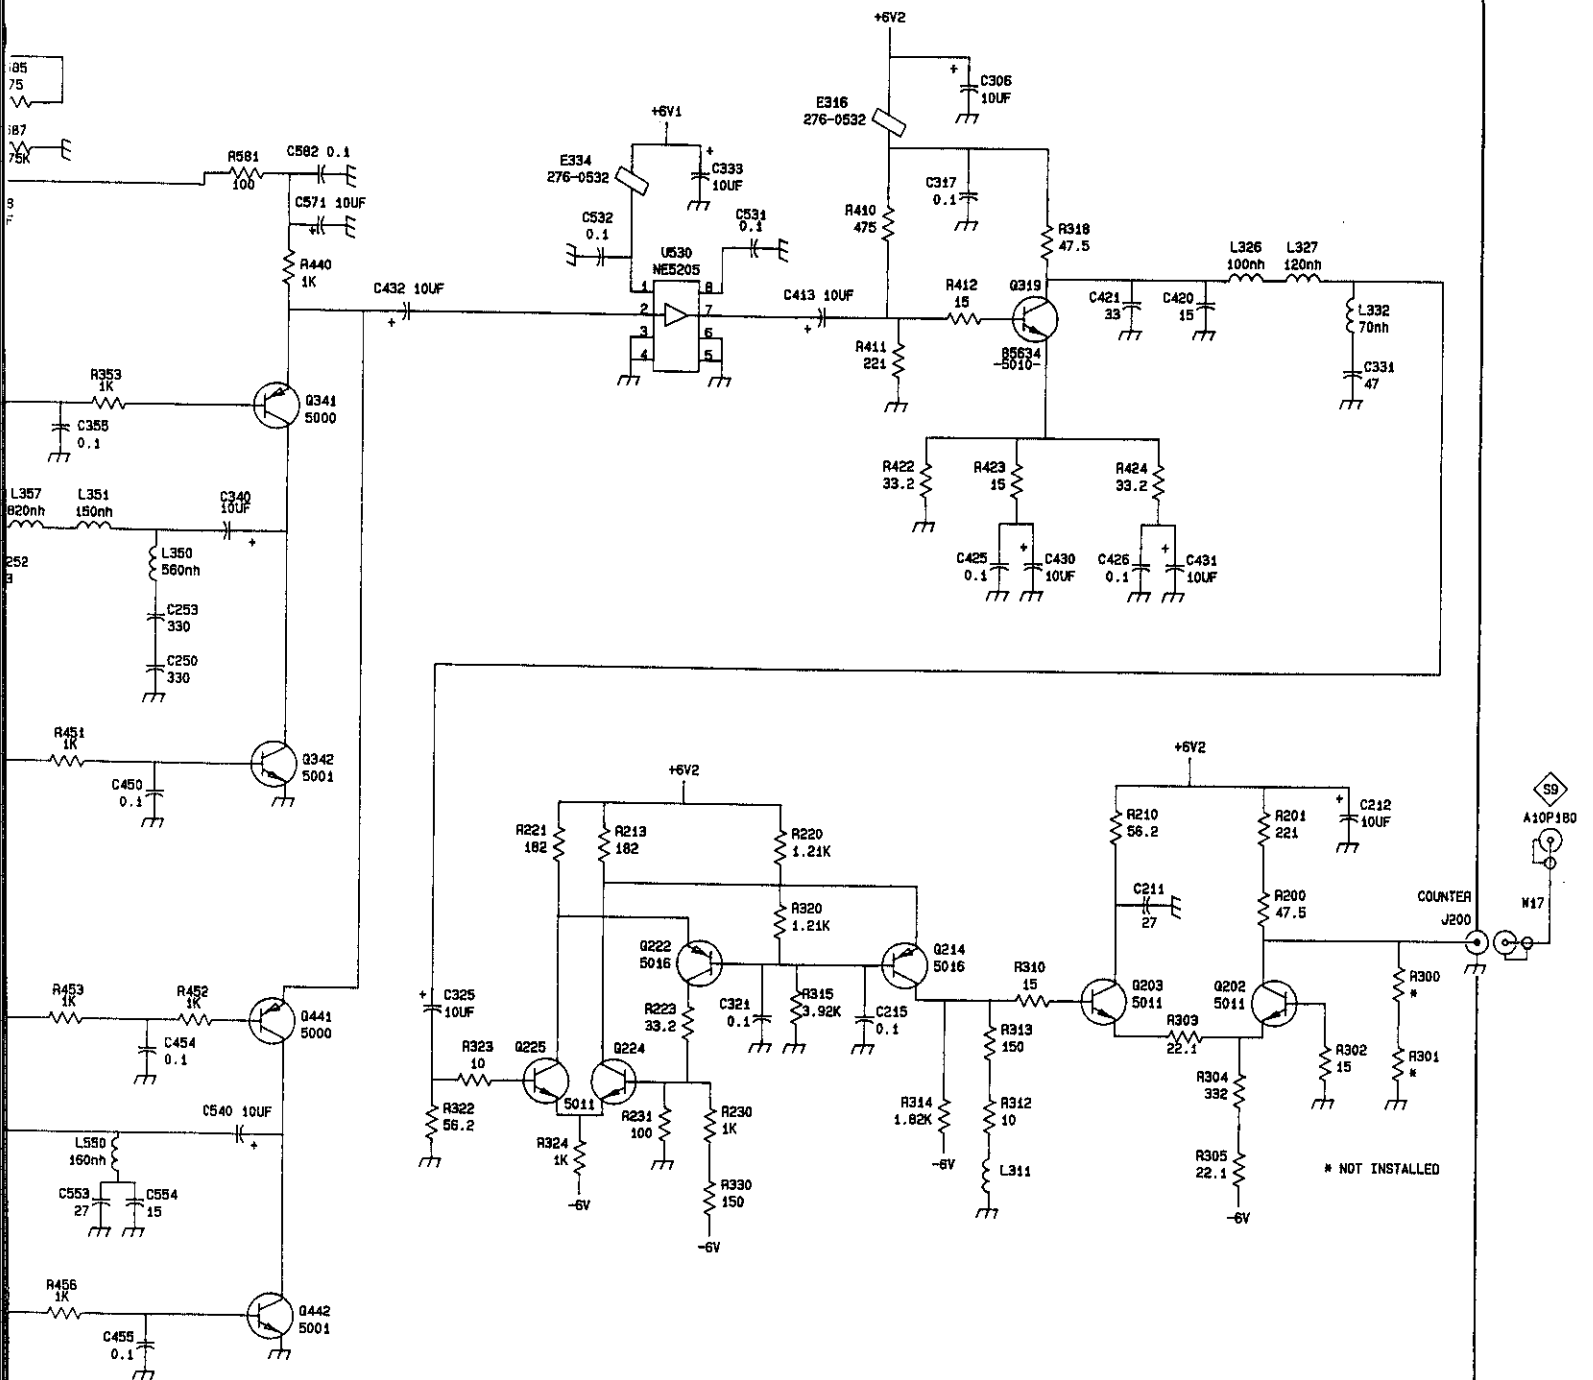 +6V2
C306
10UF
E316
276-0532
+6V1
E334
276-0532
C333
10UF
R581
100
C582 0.1
C571 10UF
R440
1K
C532
0.1
C531
0.1
U530
NE5205
1
2
3
4
8
7
6
5
C432 10UF
+
C413 10UF
+
R410
475
C317
0.1
R318
47.5
R412
15
Q319
B5634
-5010-
R411
221
C421
33
C420
15
L326
100nh
L327
120nh
L332
70nh
C331
47
R353
1K
C355
0.1
Q341
5000
R422
33.2
R423
15
R424
33.2
C425
0.1
C430
10UF
C426
0.1
C431
10UF
L357
820nh
L351
150nh
C340
10UF
+
L350
560nh
C253
330
C250
330
R451
1K
C450
0.1
Q342
5001
+6V2
R221
182
R213
182
R220
1.21K
R320
1.21K
Q222
5016
Q214
5016
R223
33.2
C321
0.1
R315
3.92K
C215
0.1
C325
10UF
R323
10
Q225
Q224
5011
R322
56.2
R324
1K
-6V
R231
100
R230
1K
R330
150
-6V
R314
1.82K
-6V
R313
150
R312
10
L311
R310
15
+6V2
R210
56.2
R201
221
C212
10UF
C211
27
R200
47.5
Q203
5011
Q202
5011
R303
22.1
R304
332
R305
22.1
-6V
R302
15
R300
*
R301
*
* NOT INSTALLED
COUNTER
J200
W17
S9
A10P180
R453
1K
R452
1K
C454
0.1
Q441
5000
C540 10UF
+
L550
160nh
C553
27
C554
15
R456
1K
C455
0.1
Q442
5001